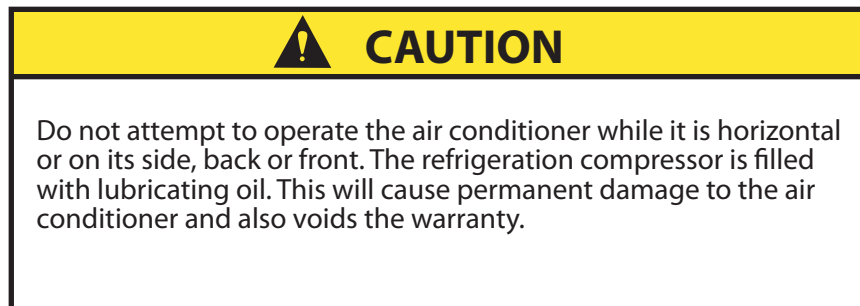 CAUTION
Do not attempt to operate the air conditioner while it is horizontal
or on its side, back or front. The refrigeration compressor is filled
with lubricating oil. This will cause permanent damage to the air
conditioner and also voids the warranty.